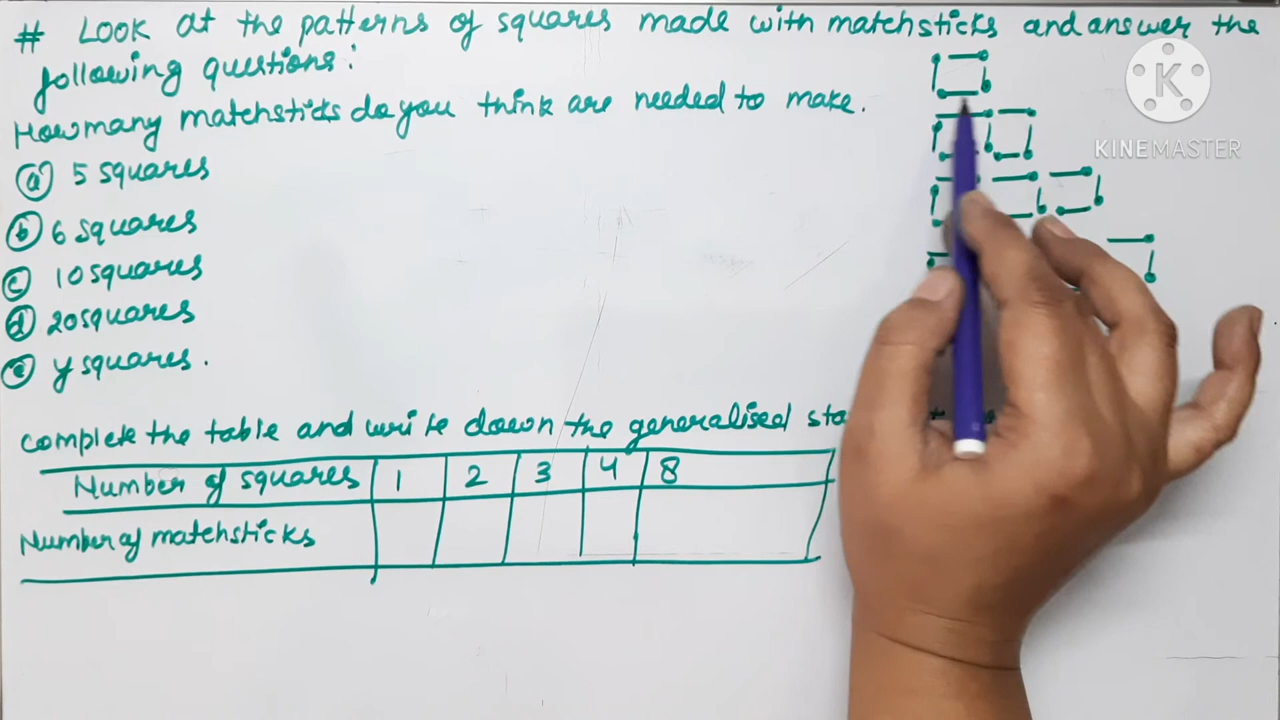 # Look at the patterns of squares made with matchsticks and answer the
following questions:
How many matchsticks do you think are needed to make.
(a) 5 squares
(b) 6 squares
(c) 10 squares
(d) 20 squares
(e) y squares.
Complete the table and write down the generalised
Number of squares 1 2 3 4 8
Number of matchsticks
K
KINEMASTER